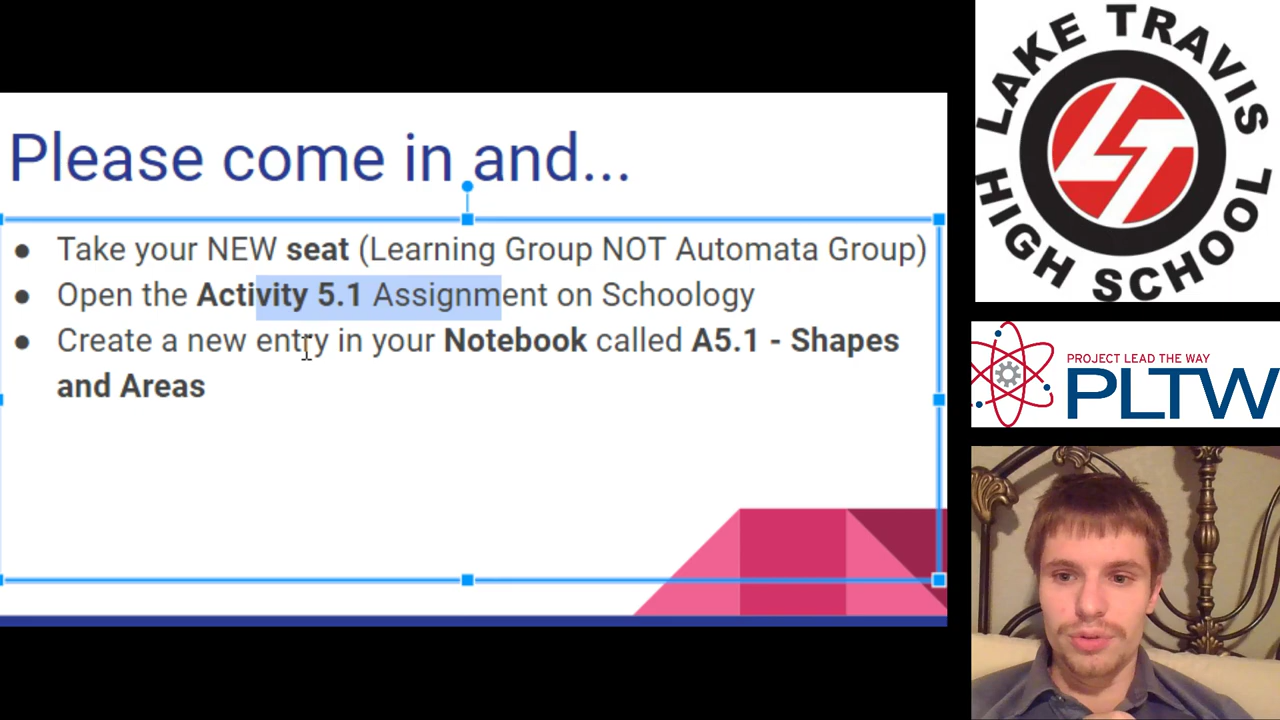 Please come in and...
● Take your NEW seat (Learning Group NOT Automata Group)
● Open the Activity 5.1 Assignment on Schoology
● Create a new entry in your Notebook called A5.1 - Shapes
and Areas
LAKE TRAVIS
LT
HIGH SCHOOL
PROJECT LEAD THE WAY
PLTW